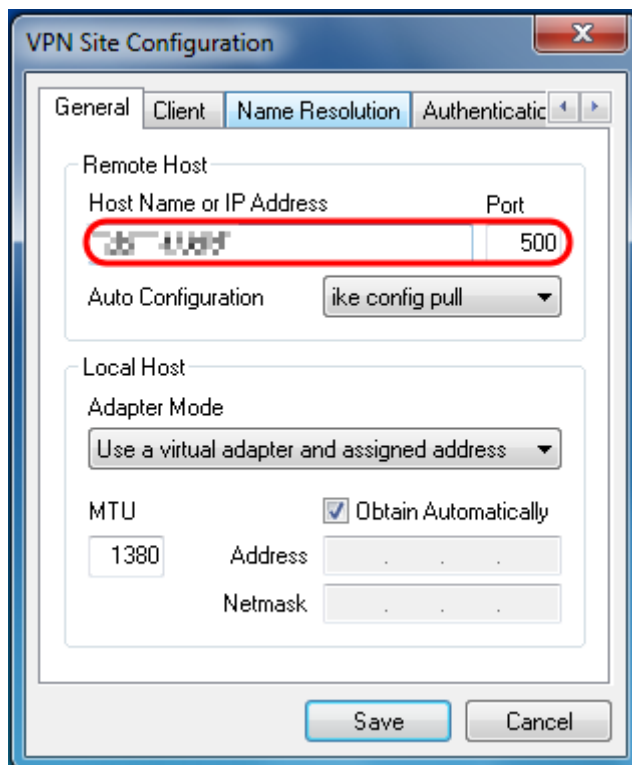 VPN Site Configuration
General Client Name Resolution Authenticatic
Remote Host
Host Name or IP Address Port
500
Auto Configuration ike config pull
Local Host
Adapter Mode
Use a virtual adapter and assigned address
MTU Obtain Automatically
1380 Address . . .
Netmask . . .
Save Cancel